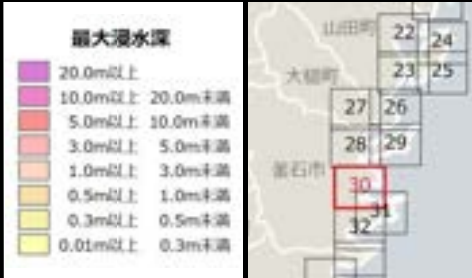 最大浸水深
20.0m以上
10.0m以上 20.0m未満
5.0m以上 10.0m未満
3.0m以上 5.0m未満
1.0m以上 3.0m未満
0.5m以上 1.0m未満
0.3m以上 0.5m未満
0.01m以上 0.3m未満
山田町
22
24
大槌町
23
25
27
26
28
29
釜石市
30
31
32